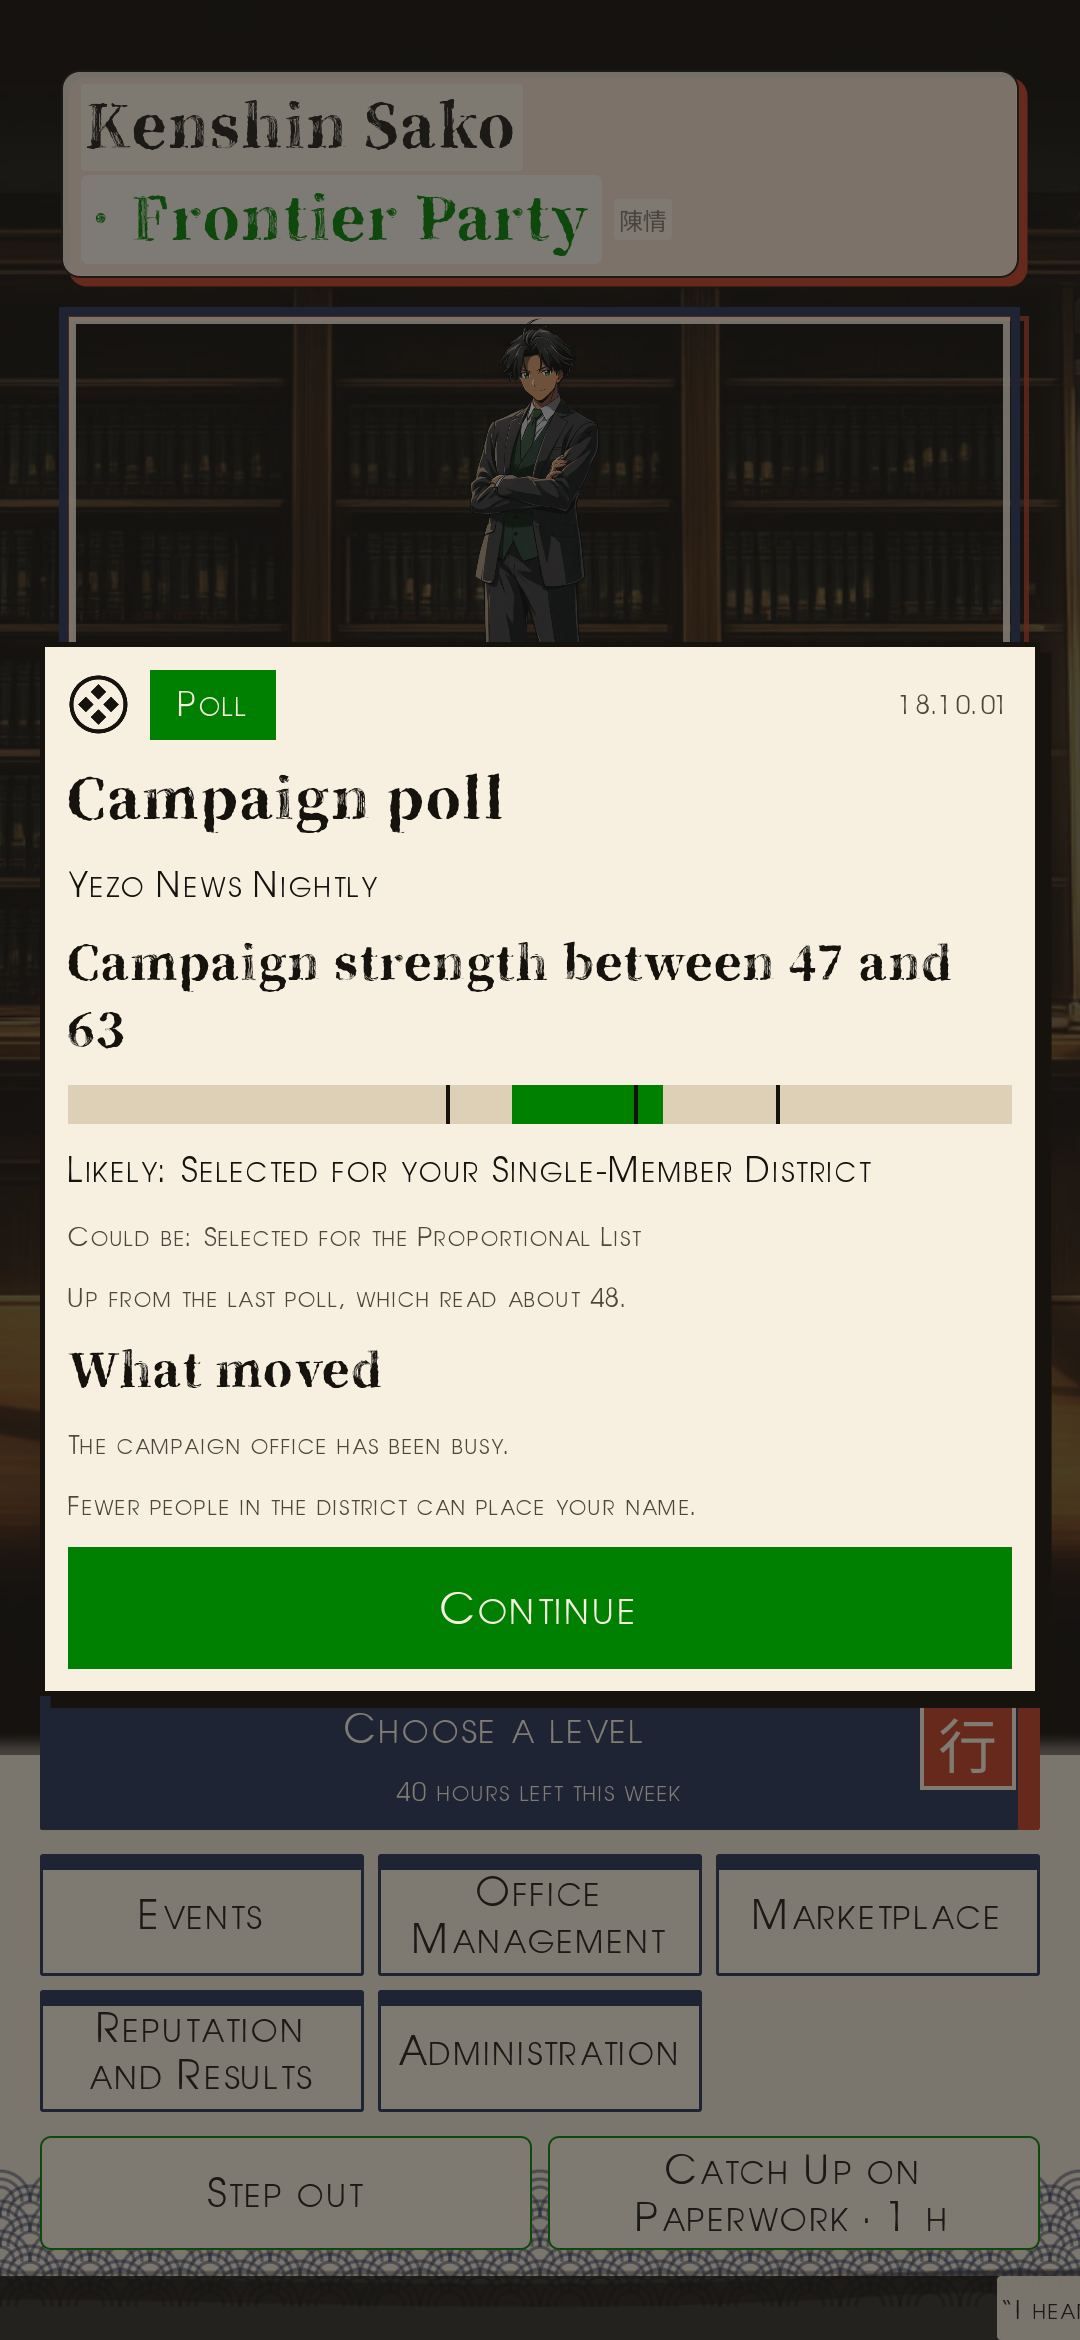 Kenshin Sako
· Frontier Party 陳情
Poll 18.10.01
Campaign poll
Yezo News Nightly
Campaign strength between 47 and
63
Likely: Selected for your Single-Member District
Could be: Selected for the Proportional List
Up from the last poll, which read about 48.
What moved
The campaign office has been busy.
Fewer people in the district can place your name.
Continue
Choose a level
行
40 hours left this week
Events
Office
Management
Marketplace
Reputation
and Results
Administration
Step out
Catch Up on
Paperwork · 1 h
“I hear